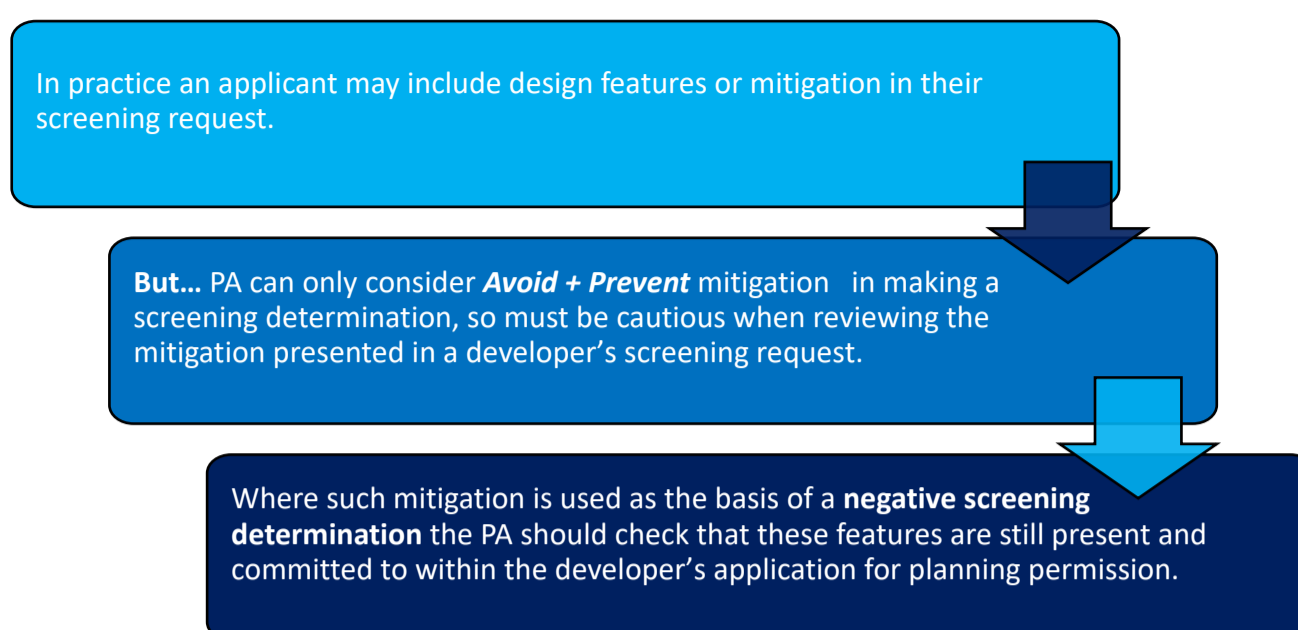 In practice an applicant may include design features or mitigation in their
screening request.
But... PA can only consider Avoid + Prevent mitigation in making a
screening determination, so must be cautious when reviewing the
mitigation presented in a developer’s screening request.
Where such mitigation is used as the basis of a negative screening
determination the PA should check that these features are still present and
committed to within the developer’s application for planning permission.